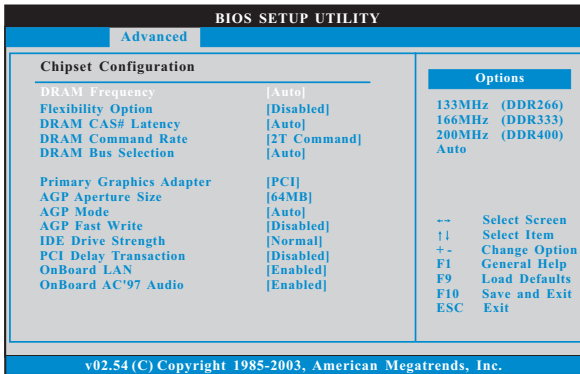 BIOS SETUP UTILITY
Advanced
Chipset Configuration
DRAM Frequency [Auto]
Flexibility Option [Disabled]
DRAM CAS# Latency [Auto]
DRAM Command Rate [2T Command]
DRAM Bus Selection [Auto]
Primary Graphics Adapter [PCI]
AGP Aperture Size [64MB]
AGP Mode [Auto]
AGP Fast Write [Disabled]
IDE Drive Strength [Normal]
PCI Delay Transaction [Disabled]
OnBoard LAN [Enabled]
OnBoard AC'97 Audio [Enabled]
Options
133MHz (DDR266)
166MHz (DDR333)
200MHz (DDR400)
Auto
←→ Select Screen
↑↓ Select Item
+- Change Option
F1 General Help
F9 Load Defaults
F10 Save and Exit
ESC Exit
v02.54 (C) Copyright 1985-2003, American Megatrends, Inc.